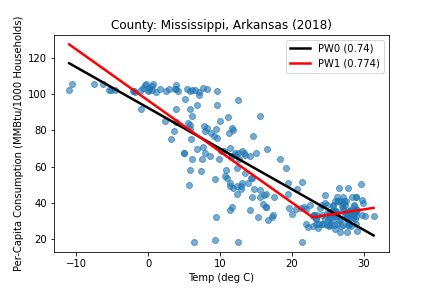 County: Mississippi, Arkansas (2018)
PW0 (0.74)
PW1 (0.774)
Per-Capita Consumption (MMBtu/1000 Households)
120
100
80
60
40
20
−10 0 10 20 30
Temp (deg C)